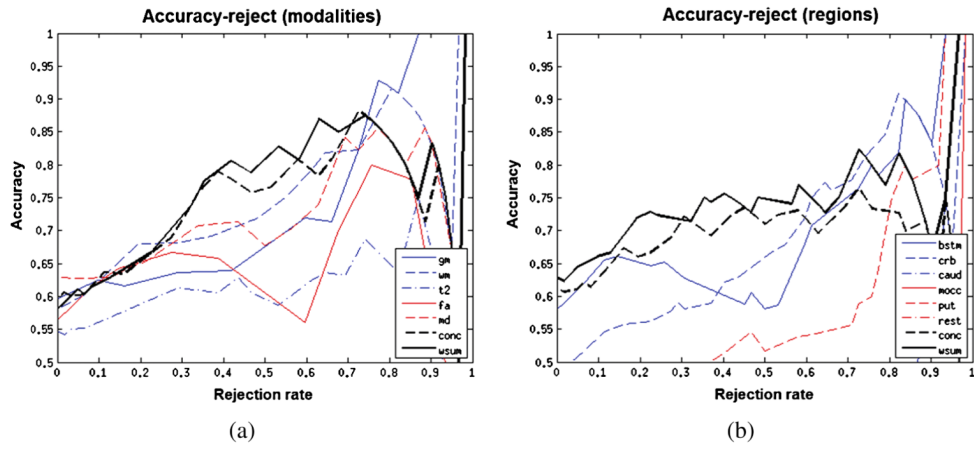 Accuracy-reject (modalities)
1
0.95
0.9
0.85
0.8
0.75
0.7
0.65
0.6
0.55
0.5
Accuracy
0 0.1 0.2 0.3 0.4 0.5 0.6 0.7 0.8 0.9 1
Rejection rate
gm
wm
t2
fa
md
conc
wsum
(a)
Accuracy-reject (regions)
1
0.95
0.9
0.85
0.8
0.75
0.7
0.65
0.6
0.55
0.5
Accuracy
0 0.1 0.2 0.3 0.4 0.5 0.6 0.7 0.8 0.9 1
Rejection rate
bstm
crb
caud
mocc
put
rest
conc
wsum
(b)